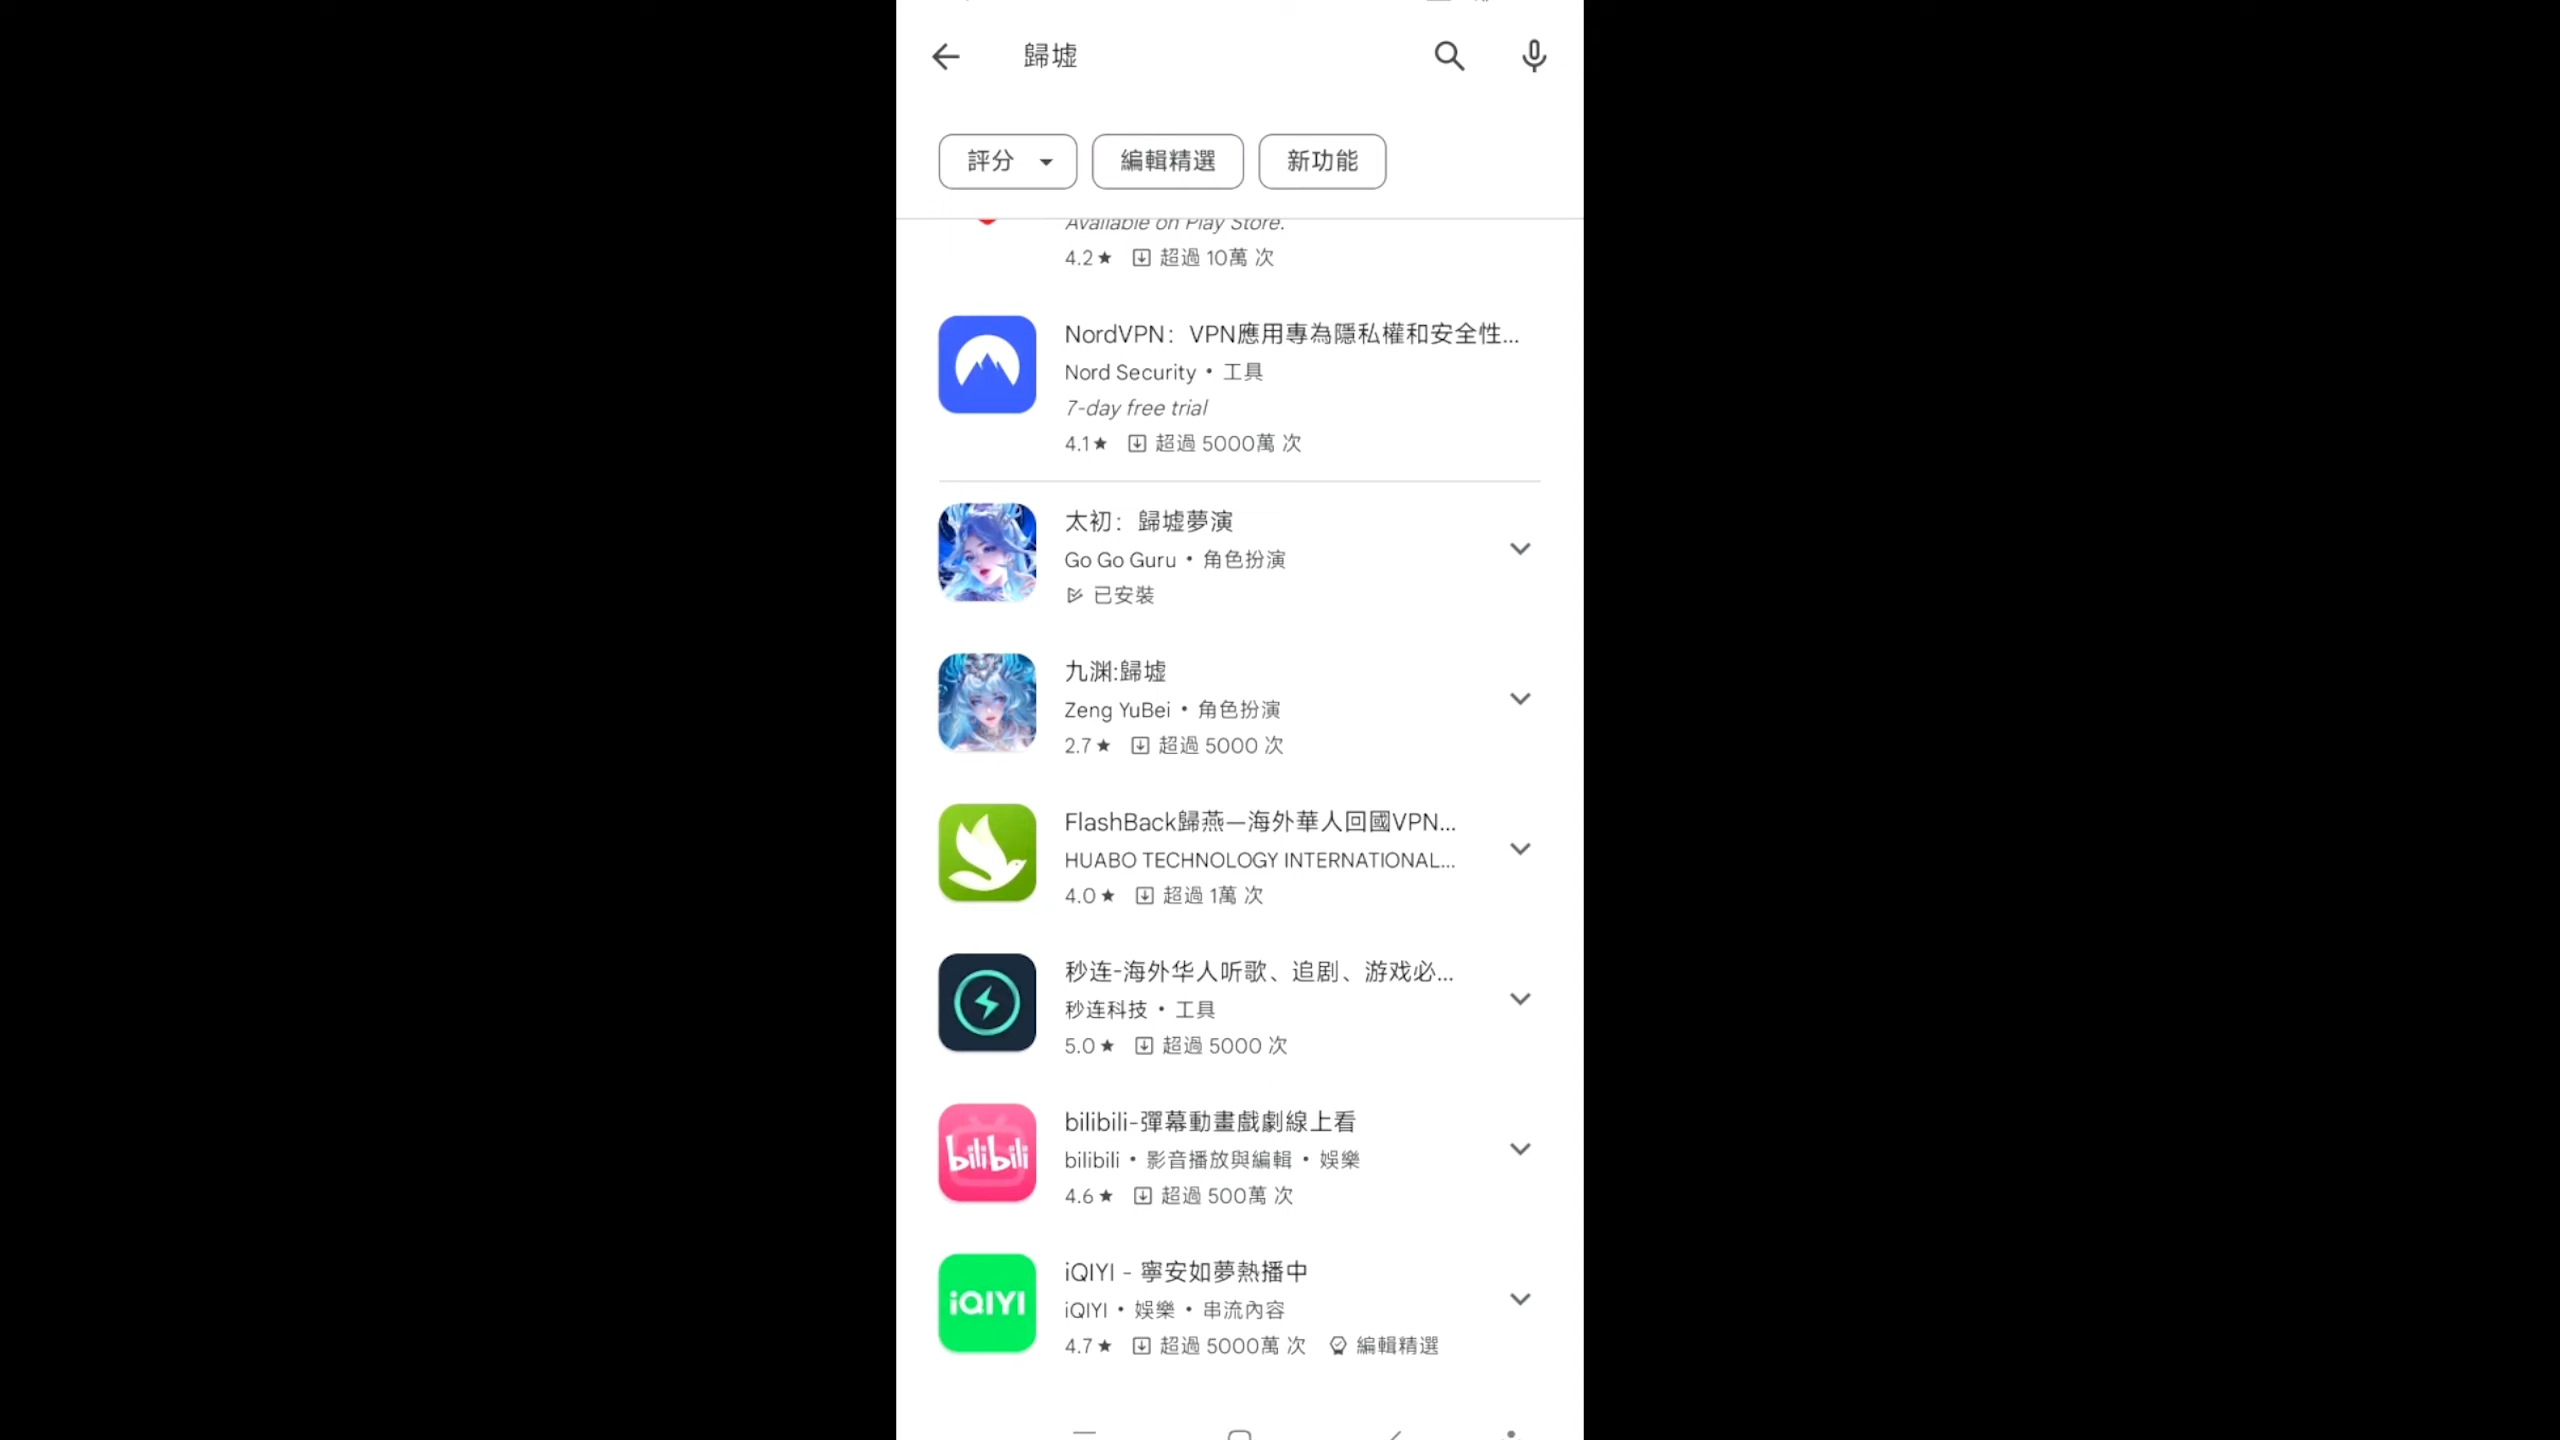 歸墟
評分
編輯精選
新功能
Available on Play Store.
4.2★ 超過 10萬 次
NordVPN：VPN應用專為隱私權和安全性...
Nord Security • 工具
7-day free trial
4.1★ 超過 5000萬 次
太初：歸墟夢演
Go Go Guru • 角色扮演
已安裝
九渊:歸墟
Zeng YuBei • 角色扮演
2.7★ 超過 5000 次
FlashBack歸燕—海外華人回國VPN...
HUABO TECHNOLOGY INTERNATIONAL...
4.0★ 超過 1萬 次
秒连-海外华人听歌、追剧、游戏必...
秒连科技 • 工具
5.0★ 超過 5000 次
bilibili
bilibili-彈幕動畫戲劇線上看
bilibili • 影音播放與編輯 • 娛樂
4.6★ 超過 500萬 次
iQIYI
iQIYI - 寧安如夢熱播中
iQIYI • 娛樂 • 串流內容
4.7★ 超過 5000萬 次 編輯精選